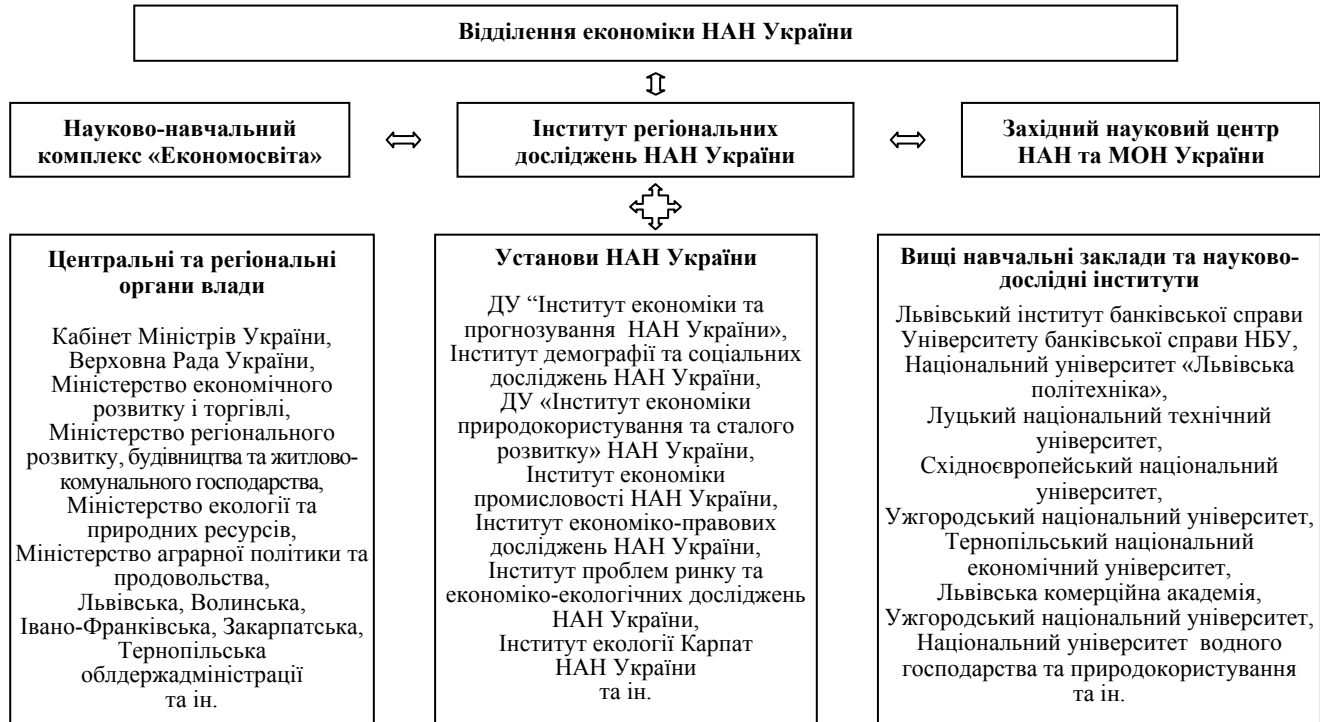 Відділення економіки НАН України
Науково-навчальний
комплекс «Економосвіта»
Інститут регіональних
досліджень НАН України
Західний науковий центр
НАН та МОН України
Центральні та регіональні
органи влади
Кабінет Міністрів України,
Верховна Рада України,
Міністерство економічного
розвитку і торгівлі,
Міністерство регіонального
розвитку, будівництва та житлово-
комунального господарства,
Міністерство екології та
природних ресурсів,
Міністерство аграрної політики та
продовольства,
Львівська, Волинська,
Івано-Франківська, Закарпатська,
Тернопільська
облдержадміністрації
та ін.
Установи НАН України
ДУ “Інститут економіки та
прогнозування НАН України»,
Інститут демографії та соціальних
досліджень НАН України,
ДУ «Інститут економіки
природокористування та сталого
розвитку» НАН України,
Інститут економіки
промисловості НАН України,
Інститут економіко-правових
досліджень НАН України,
Інститут проблем ринку та
економіко-екологічних досліджень
НАН України,
Інститут екології Карпат
НАН України
та ін.
Вищі навчальні заклади та науково-
дослідні інститути
Львівський інститут банківської справи
Університету банківської справи НБУ,
Національний університет «Львівська
політехніка»,
Луцький національний технічний
університет,
Східноєвропейський національний
університет,
Ужгородський національний університет,
Тернопільський національний
економічний університет,
Львівська комерційна академія,
Ужгородський національний університет,
Національний університет водного
господарства та природокористування
та ін.